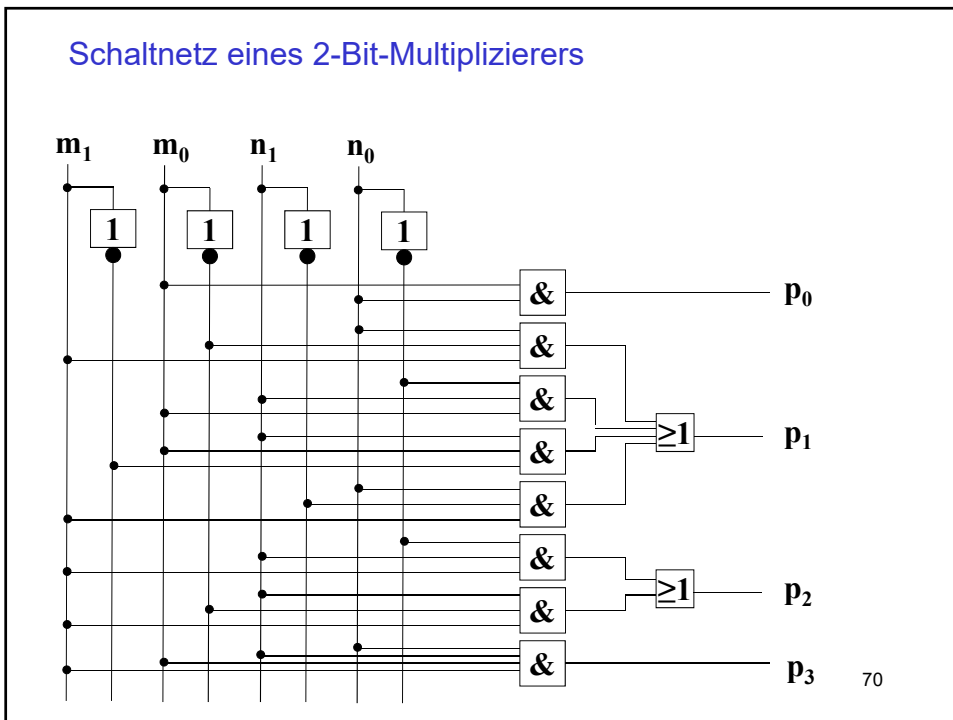 Schaltnetz eines 2-Bit-Multiplizierers
m₁ m₀ n₁ n₀
1 1 1 1
& p₀
&
&
≥1 p₁
&
&
&
≥1 p₂
&
& p₃
70